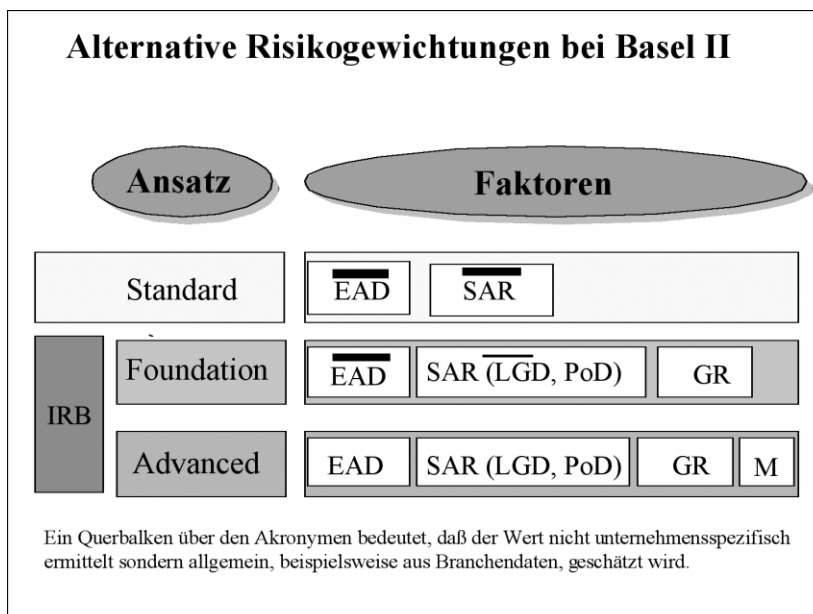 Alternative Risikogewichtungen bei Basel II
Ansatz Faktoren
Standard EAD SAR
IRB
Foundation EAD SAR (LGD, PoD) GR
Advanced EAD SAR (LGD, PoD) GR M
Ein Querbalken über den Akronymen bedeutet, daß der Wert nicht unternehmensspezifisch
ermittelt sondern allgemein, beispielsweise aus Branchendaten, geschätzt wird.